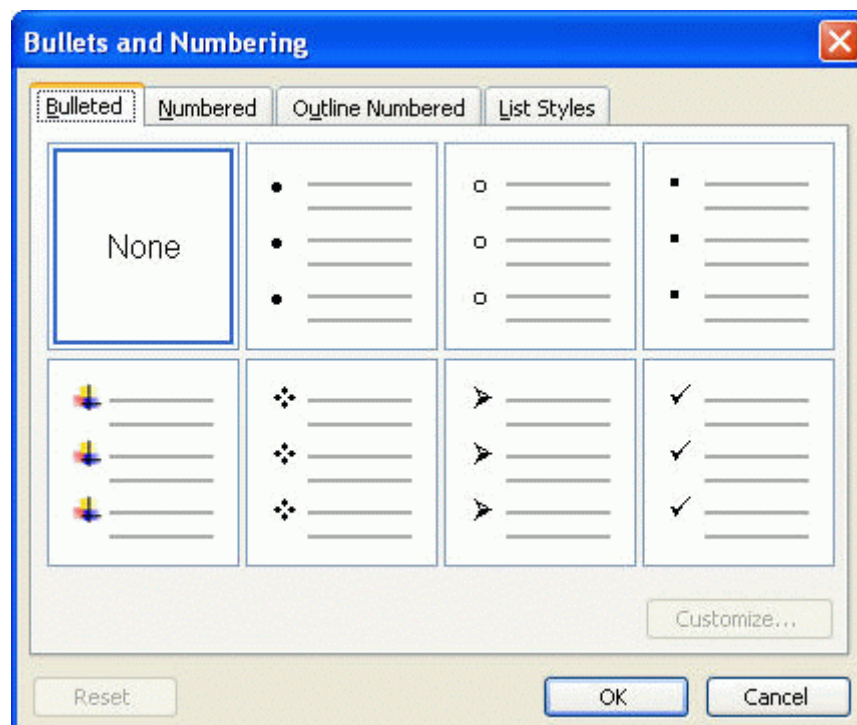 Bullets and Numbering
Bulleted Numbered Outline Numbered List Styles
None
Customize...
Reset OK Cancel